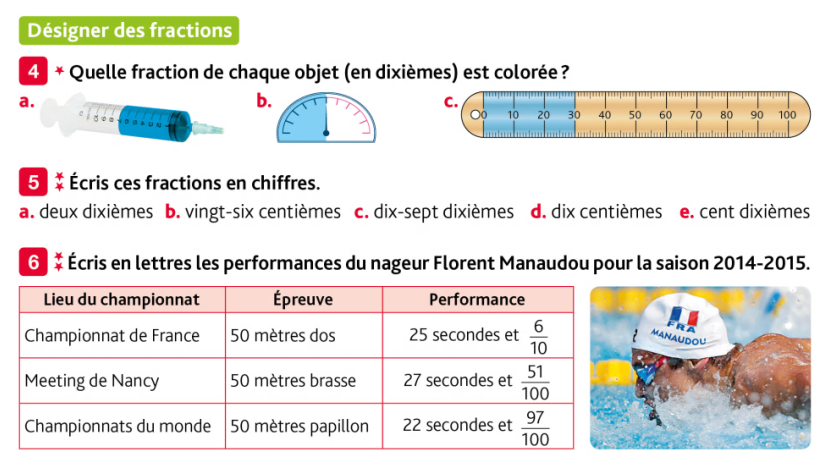 Désigner des fractions
4 * Quelle fraction de chaque objet (en dixièmes) est colorée ?
a. b. c. 0 10 20 30 40 50 60 70 80 90 100
5 ** Écris ces fractions en chiffres.
a. deux dixièmes b. vingt-six centièmes c. dix-sept dixièmes d. dix centièmes e. cent dixièmes
6 ** Écris en lettres les performances du nageur Florent Manaudou pour la saison 2014-2015.
Lieu du championnat Épreuve Performance
Championnat de France 50 mètres dos 25 secondes et 6/10
Meeting de Nancy 50 mètres brasse 27 secondes et 51/100
Championnats du monde 50 mètres papillon 22 secondes et 97/100
FRA
MANAUDOU